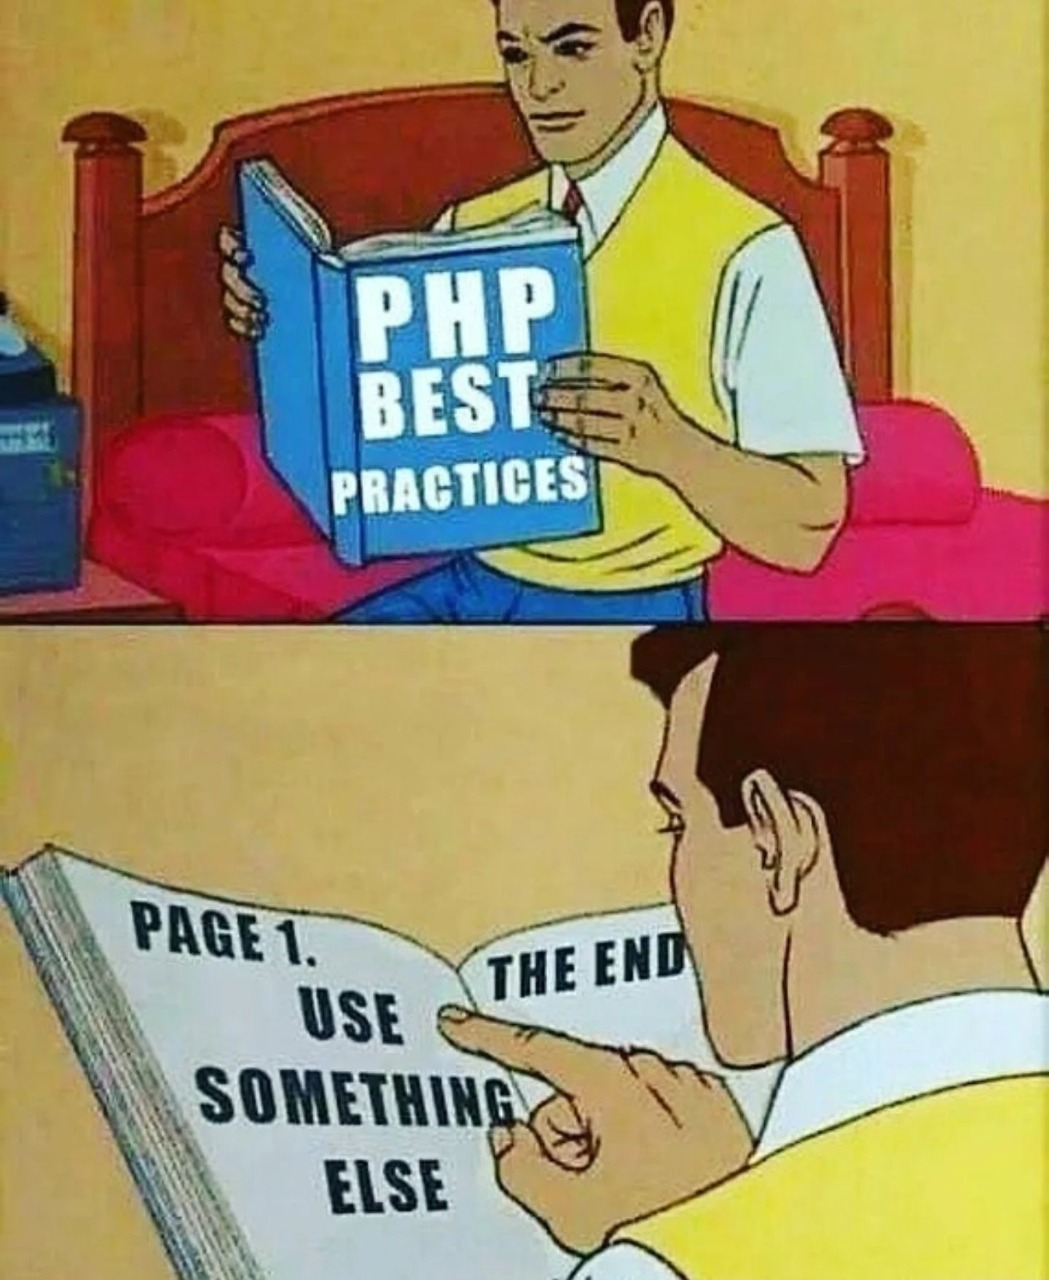 PHP
BEST
PRACTICES
PAGE 1.
USE
SOMETHING
ELSE
THE END